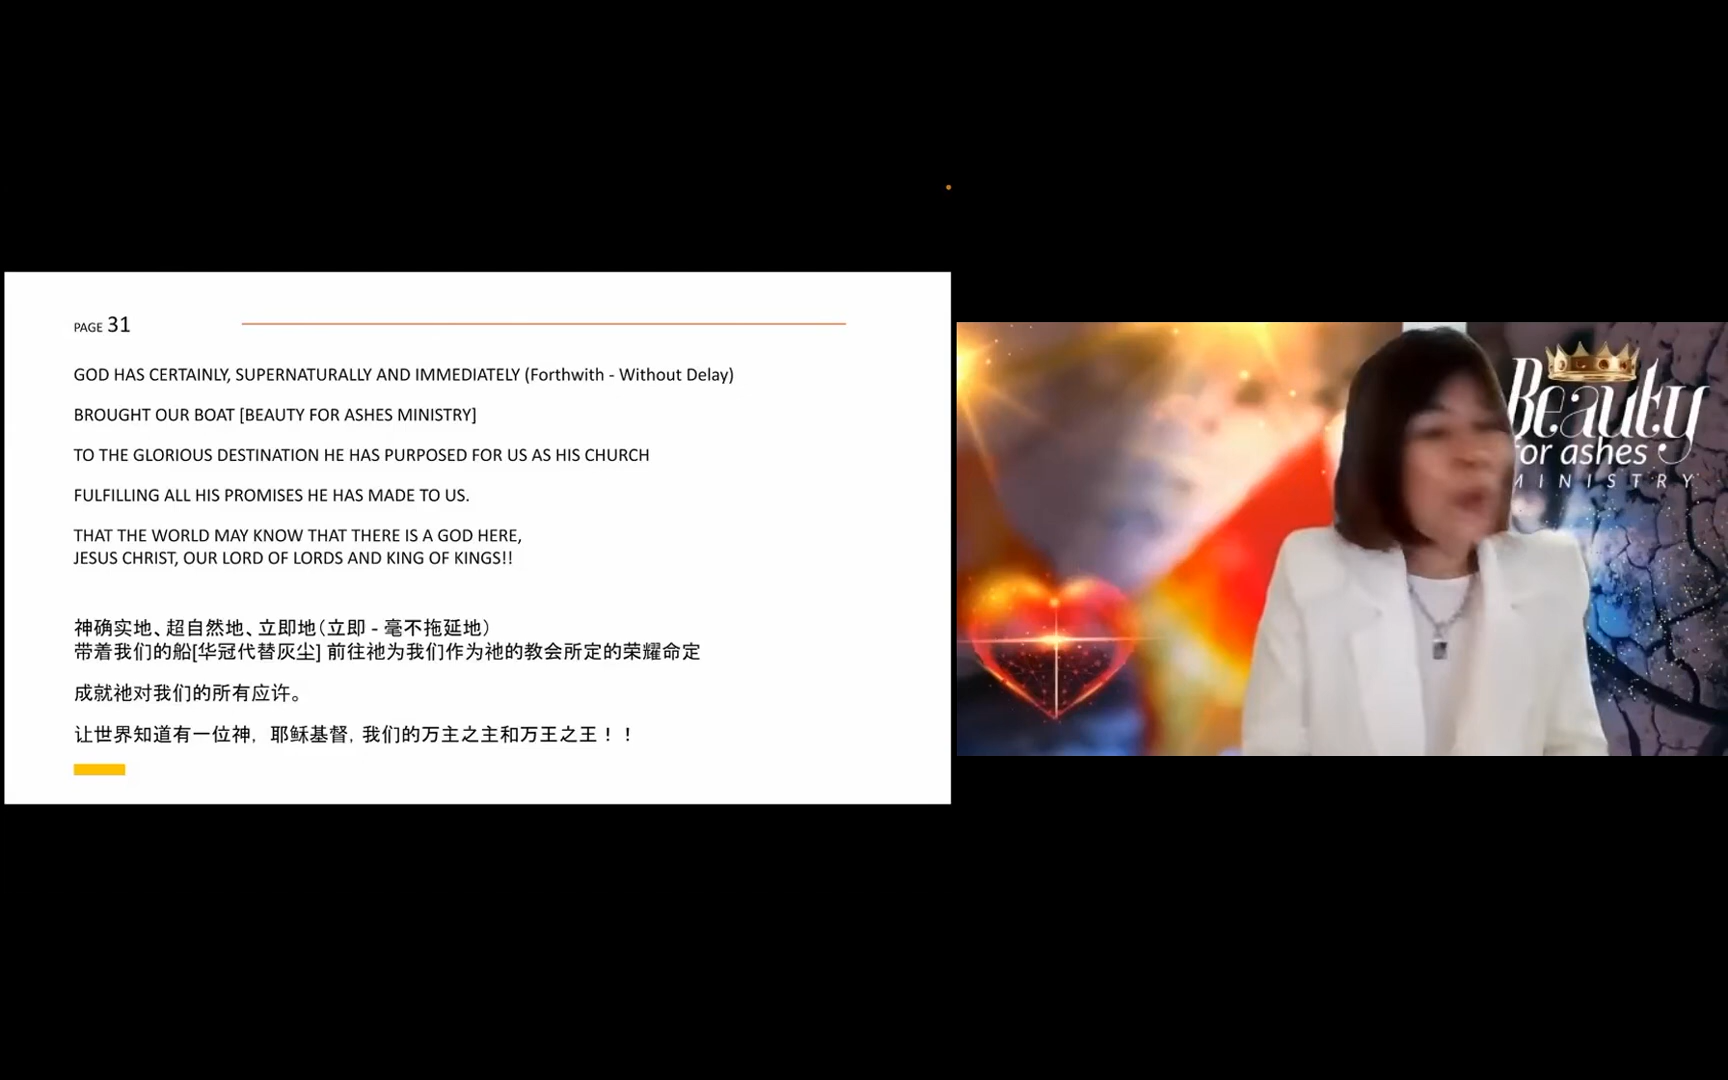 PAGE 31
GOD HAS CERTAINLY, SUPERNATURALLY AND IMMEDIATELY (Forthwith - Without Delay)
BROUGHT OUR BOAT [BEAUTY FOR ASHES MINISTRY]
TO THE GLORIOUS DESTINATION HE HAS PURPOSED FOR US AS HIS CHURCH
FULFILLING ALL HIS PROMISES HE HAS MADE TO US.
THAT THE WORLD MAY KNOW THAT THERE IS A GOD HERE,
JESUS CHRIST, OUR LORD OF LORDS AND KING OF KINGS!!
神确实地、超自然地、立即地（立即 - 毫不拖延地）
带着我们的船[华冠代替灰尘] 前往祂为我们作为祂的教会所定的荣耀命定
成就祂对我们的所有应许。
让世界知道有一位神，耶稣基督，我们的万主之主和万王之王！！
Beauty
for ashes
MINISTRY